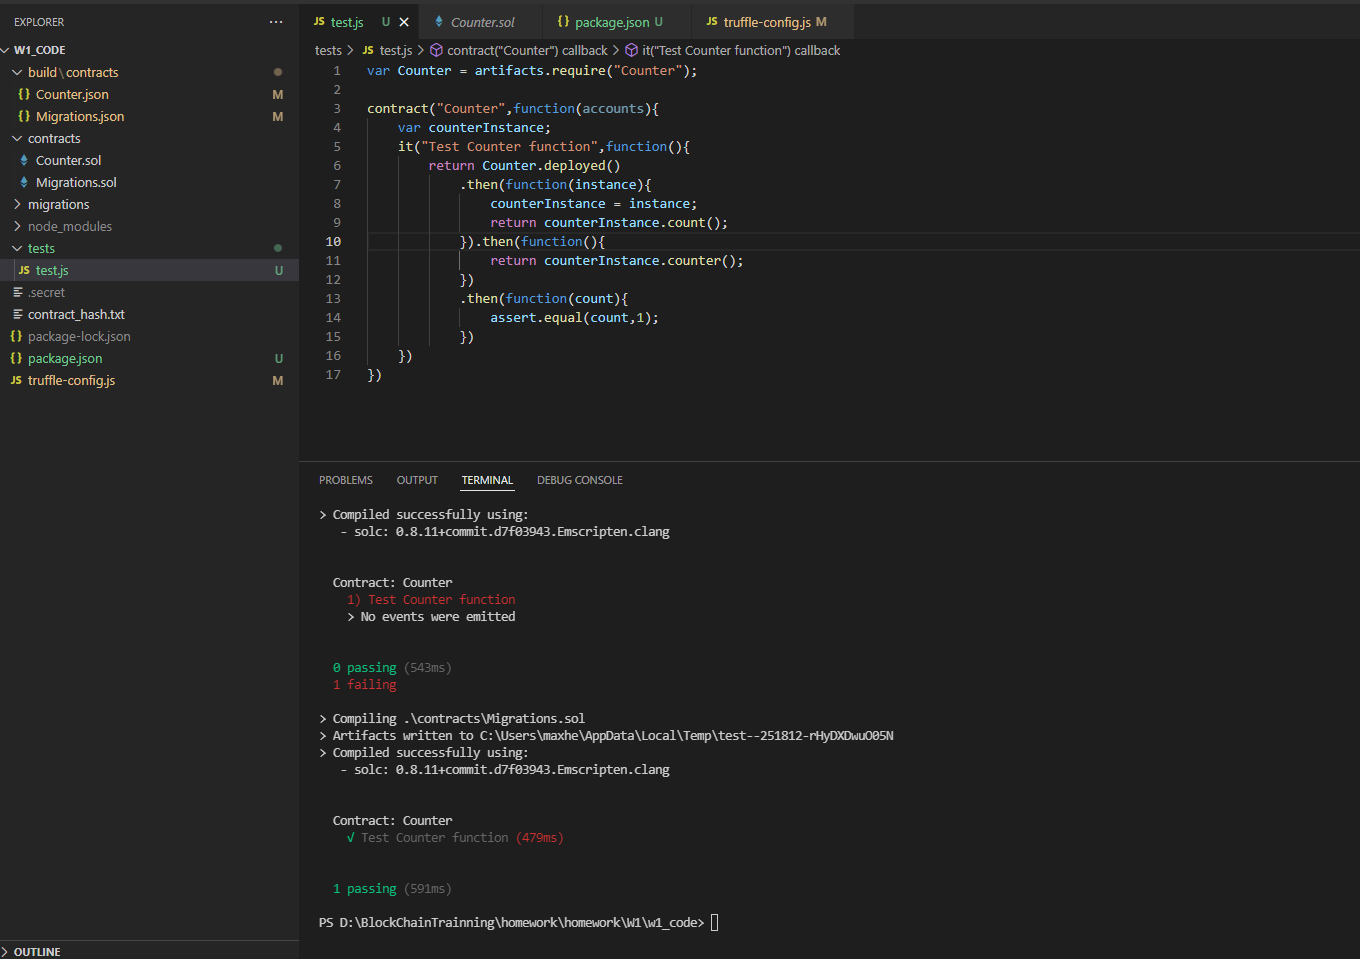 EXPLORER ...
W1_CODE
build\contracts
{} Counter.json M
{} Migrations.json M
contracts
Counter.sol
Migrations.sol
migrations
node_modules
tests
JS test.js U
.secret
contract_hash.txt
{} package-lock.json
{} package.json U
JS truffle-config.js M
OUTLINE
JS test.js U Counter.sol {} package.json U JS truffle-config.js M
tests > JS test.js > contract("Counter") callback > it("Test Counter function") callback
1 var Counter = artifacts.require("Counter");
2
3 contract("Counter",function(accounts){
4 var counterInstance;
5 it("Test Counter function",function(){
6 return Counter.deployed()
7 .then(function(instance){
8 counterInstance = instance;
9 return counterInstance.count();
10 }).then(function(){
11 return counterInstance.counter();
12 })
13 .then(function(count){
14 assert.equal(count,1);
15 })
16 })
17 })
PROBLEMS OUTPUT TERMINAL DEBUG CONSOLE
> Compiled successfully using:
- solc: 0.8.11+commit.d7f03943.Emscripten.clang
Contract: Counter
1) Test Counter function
> No events were emitted
0 passing (543ms)
1 failing
> Compiling .\contracts\Migrations.sol
> Artifacts written to C:\Users\maxhe\AppData\Local\Temp\test--251812-rHyDXDwuO05N
> Compiled successfully using:
- solc: 0.8.11+commit.d7f03943.Emscripten.clang
Contract: Counter
√ Test Counter function (479ms)
1 passing (591ms)
PS D:\BlockChainTrainning\homework\homework\W1\w1_code>